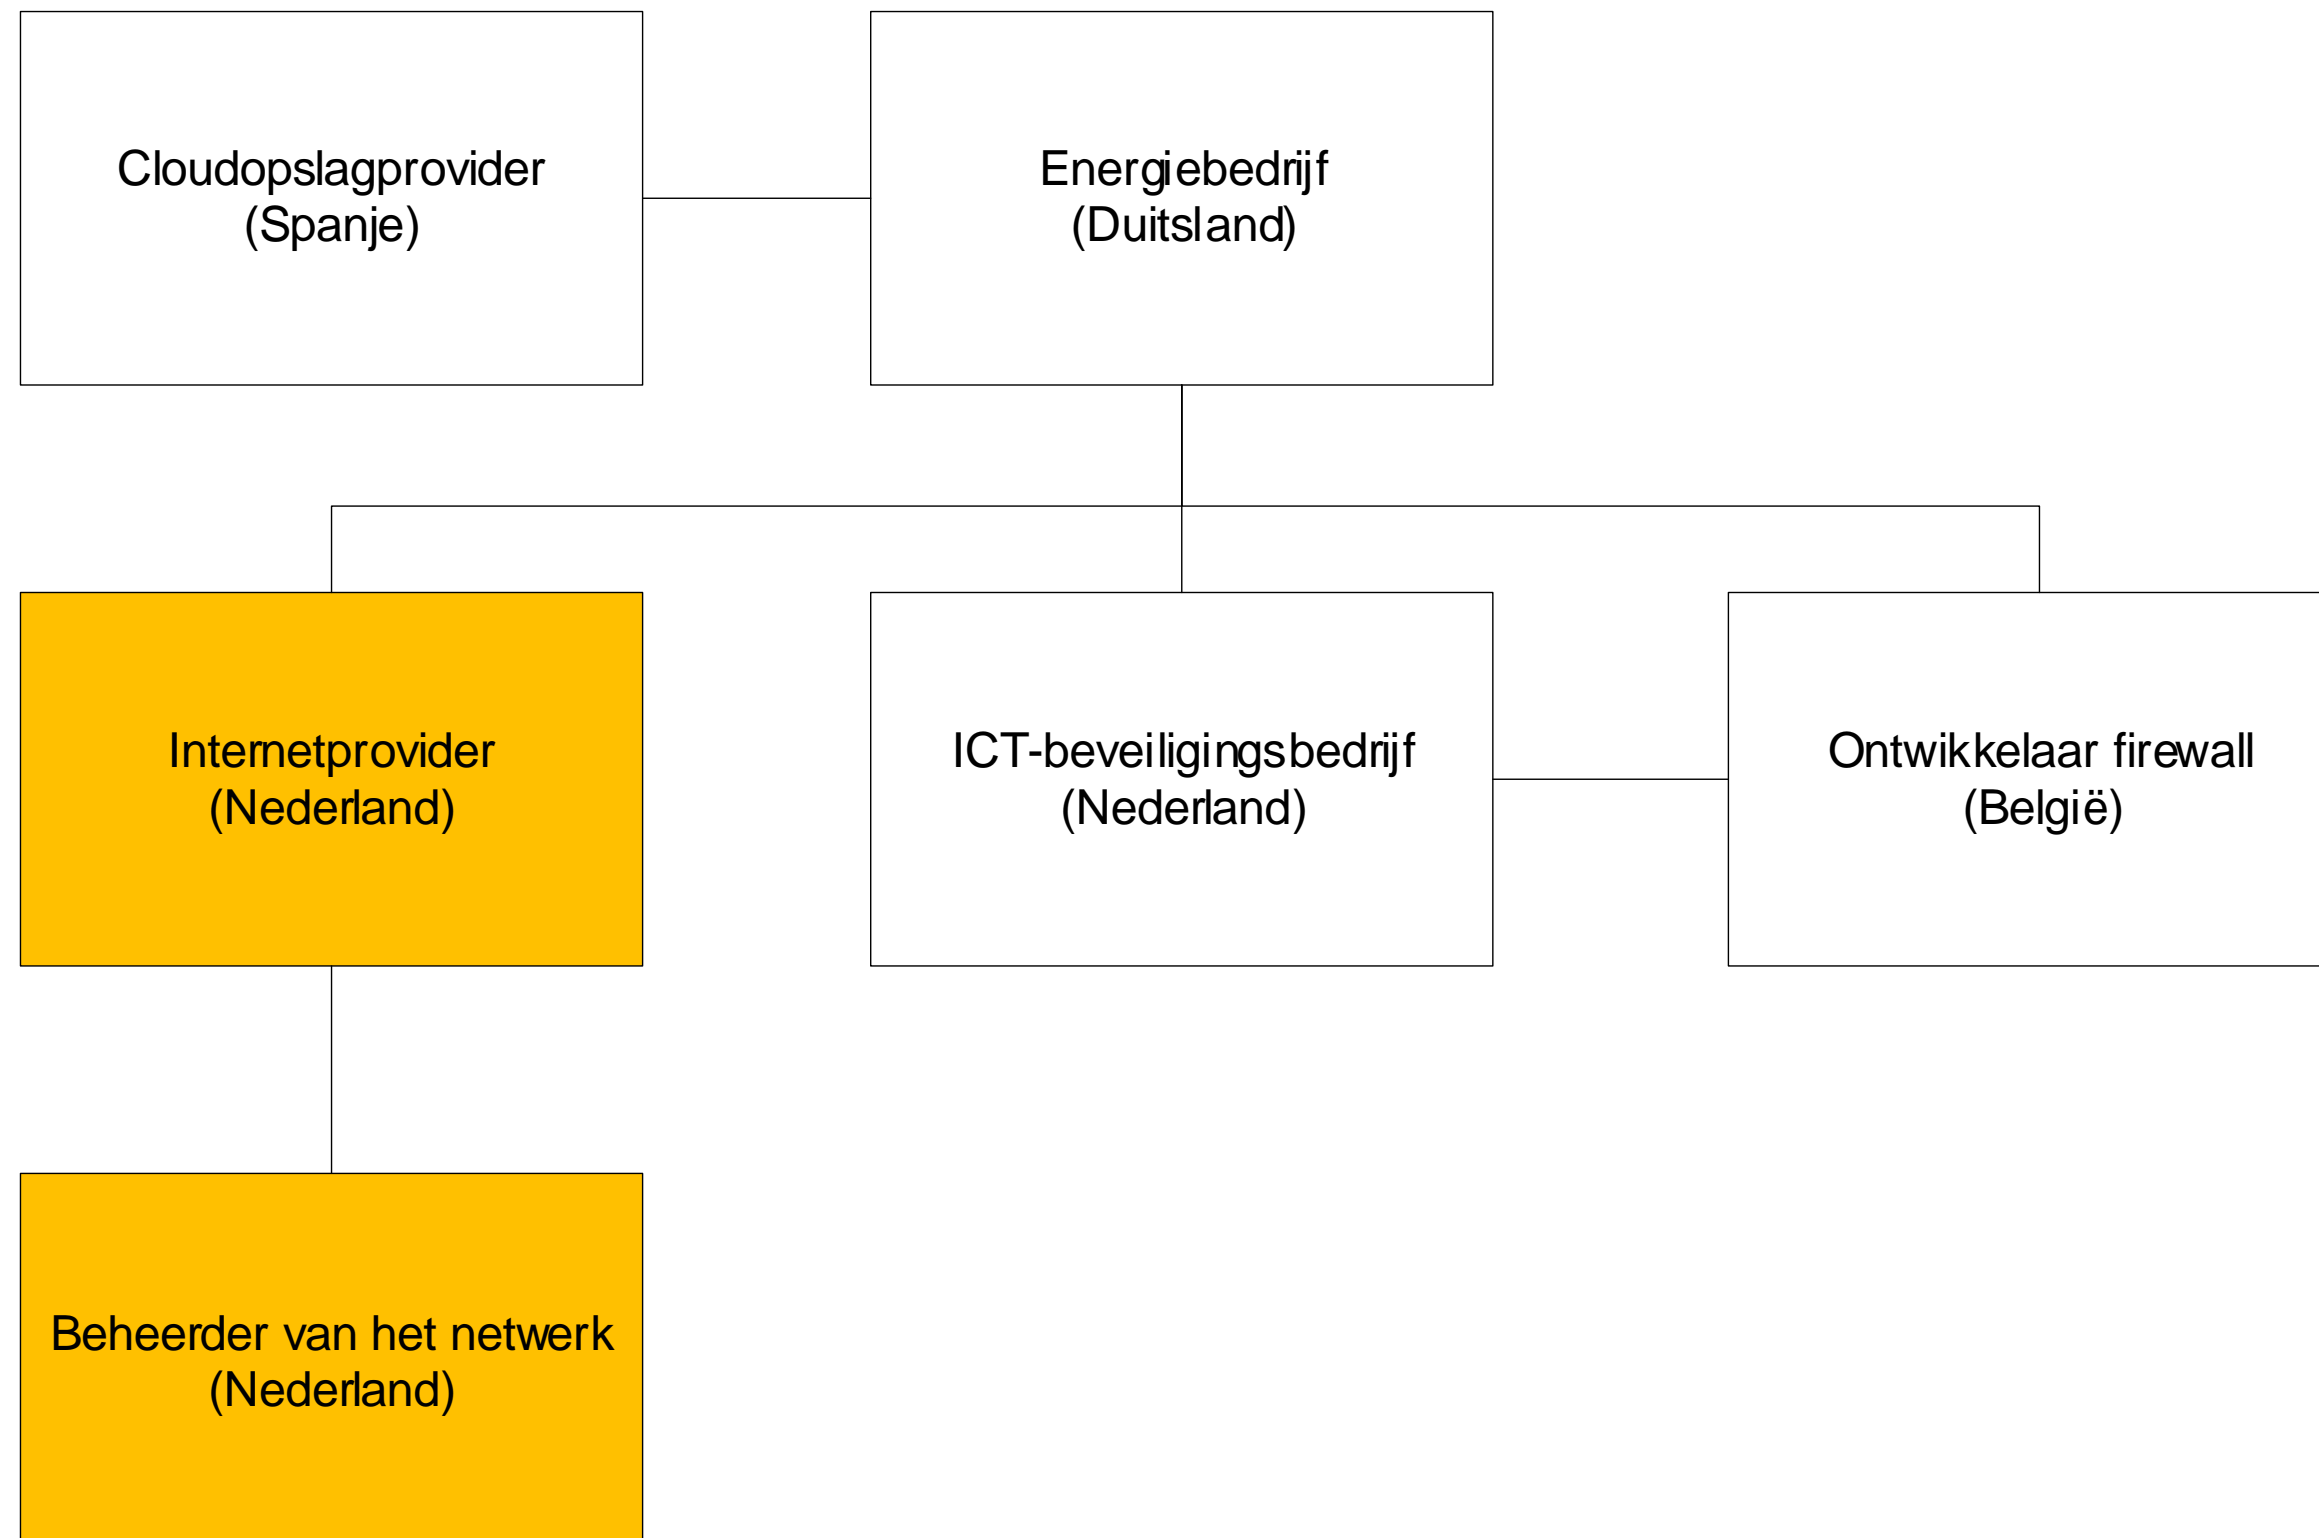 Cloudopslagprovider
(Spanje)
Energiebedrijf
(Duitsland)
Internetprovider
(Nederland)
ICT-beveiligingsbedrijf
(Nederland)
Ontwikkelaar firewall
(België)
Beheerder van het netwerk
(Nederland)